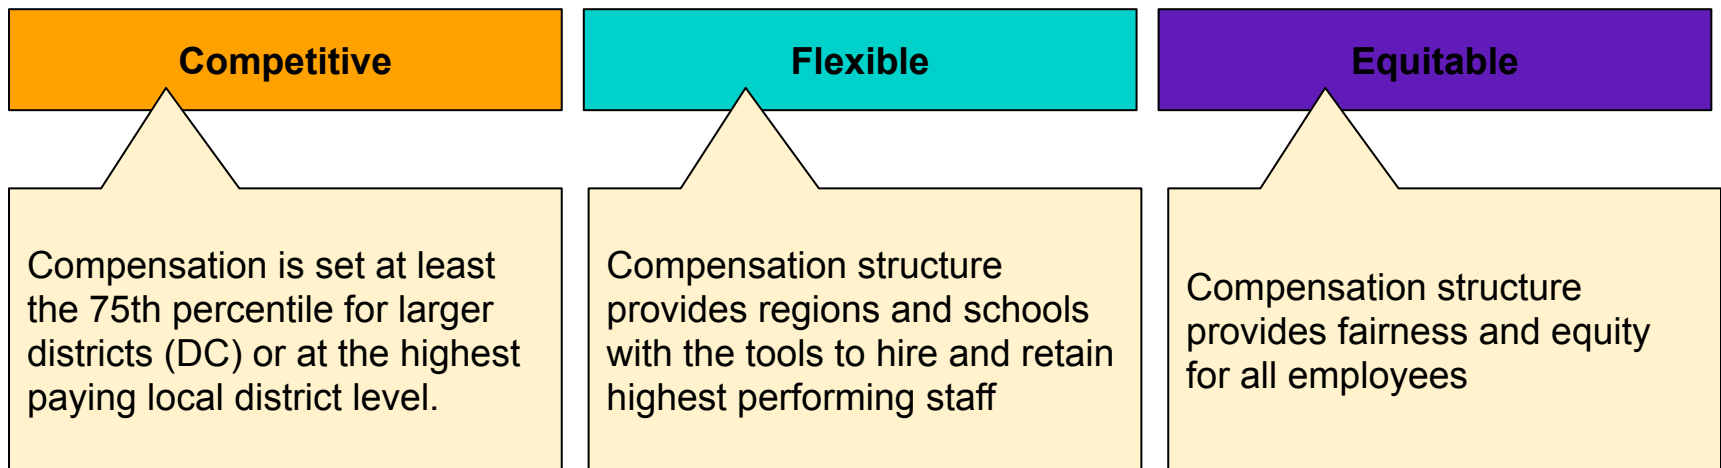 Competitive
Flexible
Equitable
Compensation is set at least
the 75th percentile for larger
districts (DC) or at the highest
paying local district level.
Compensation structure
provides regions and schools
with the tools to hire and retain
highest performing staff
Compensation structure
provides fairness and equity
for all employees